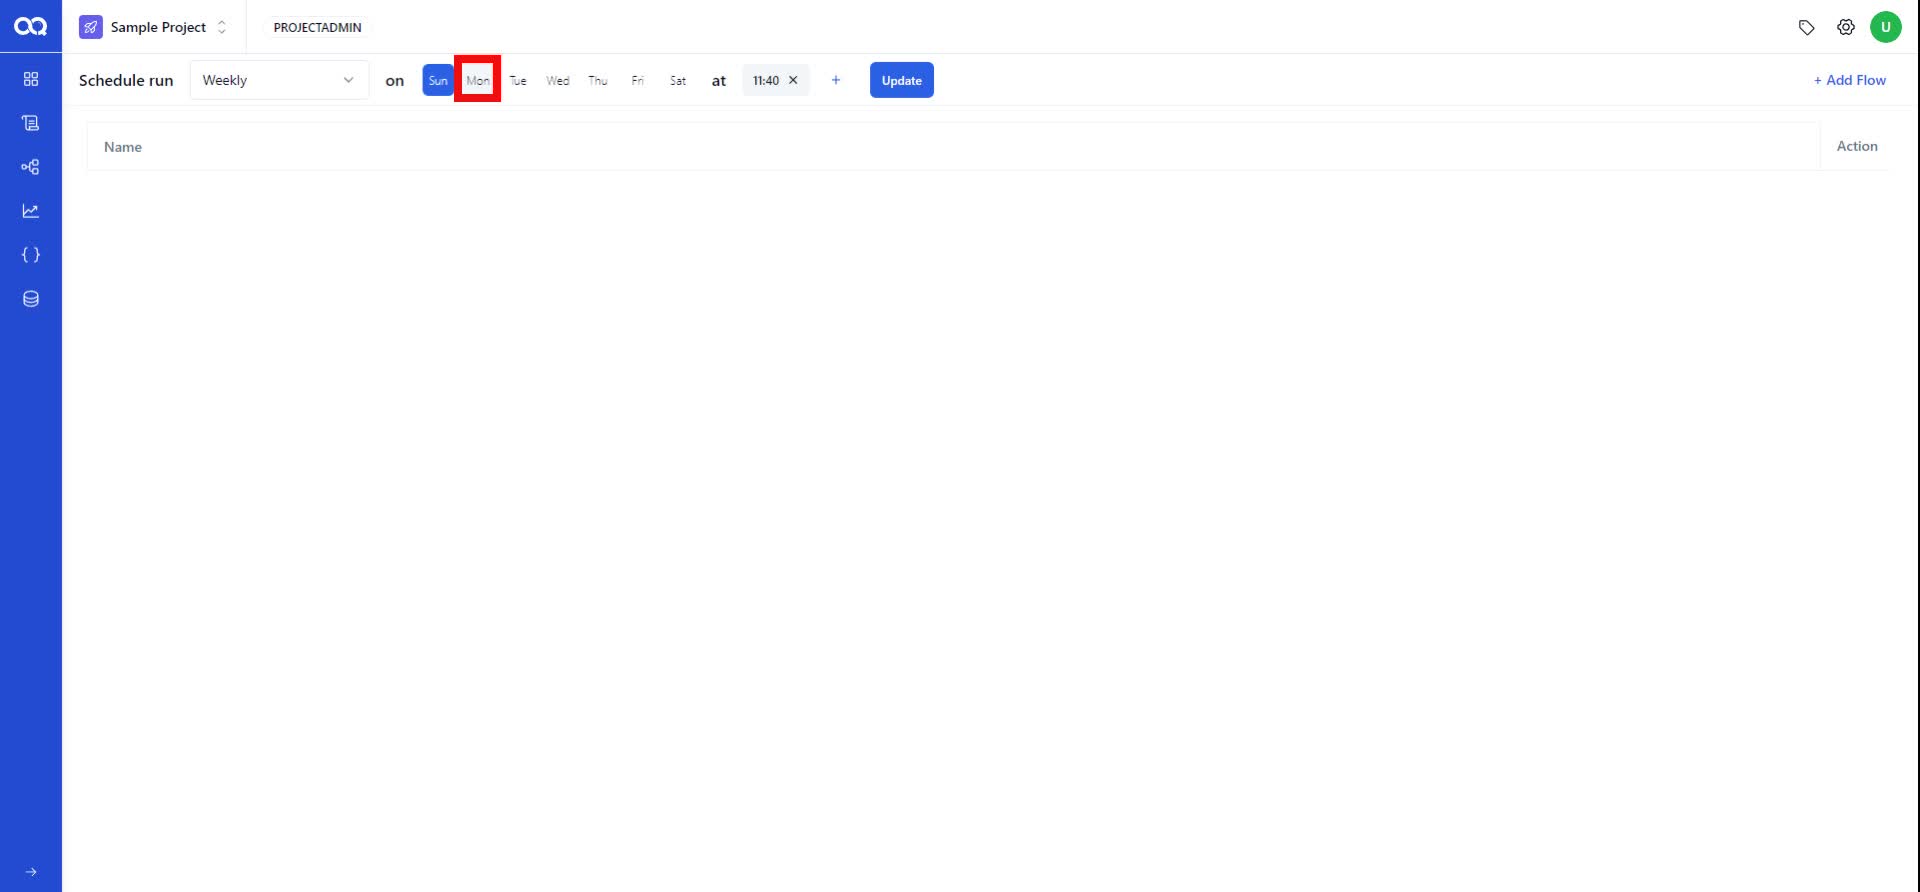 Sample Project
PROJECTADMIN
U
Schedule run Weekly on Sun Mon Tue Wed Thu Fri Sat at 11:40 × + Update + Add Flow
Name Action